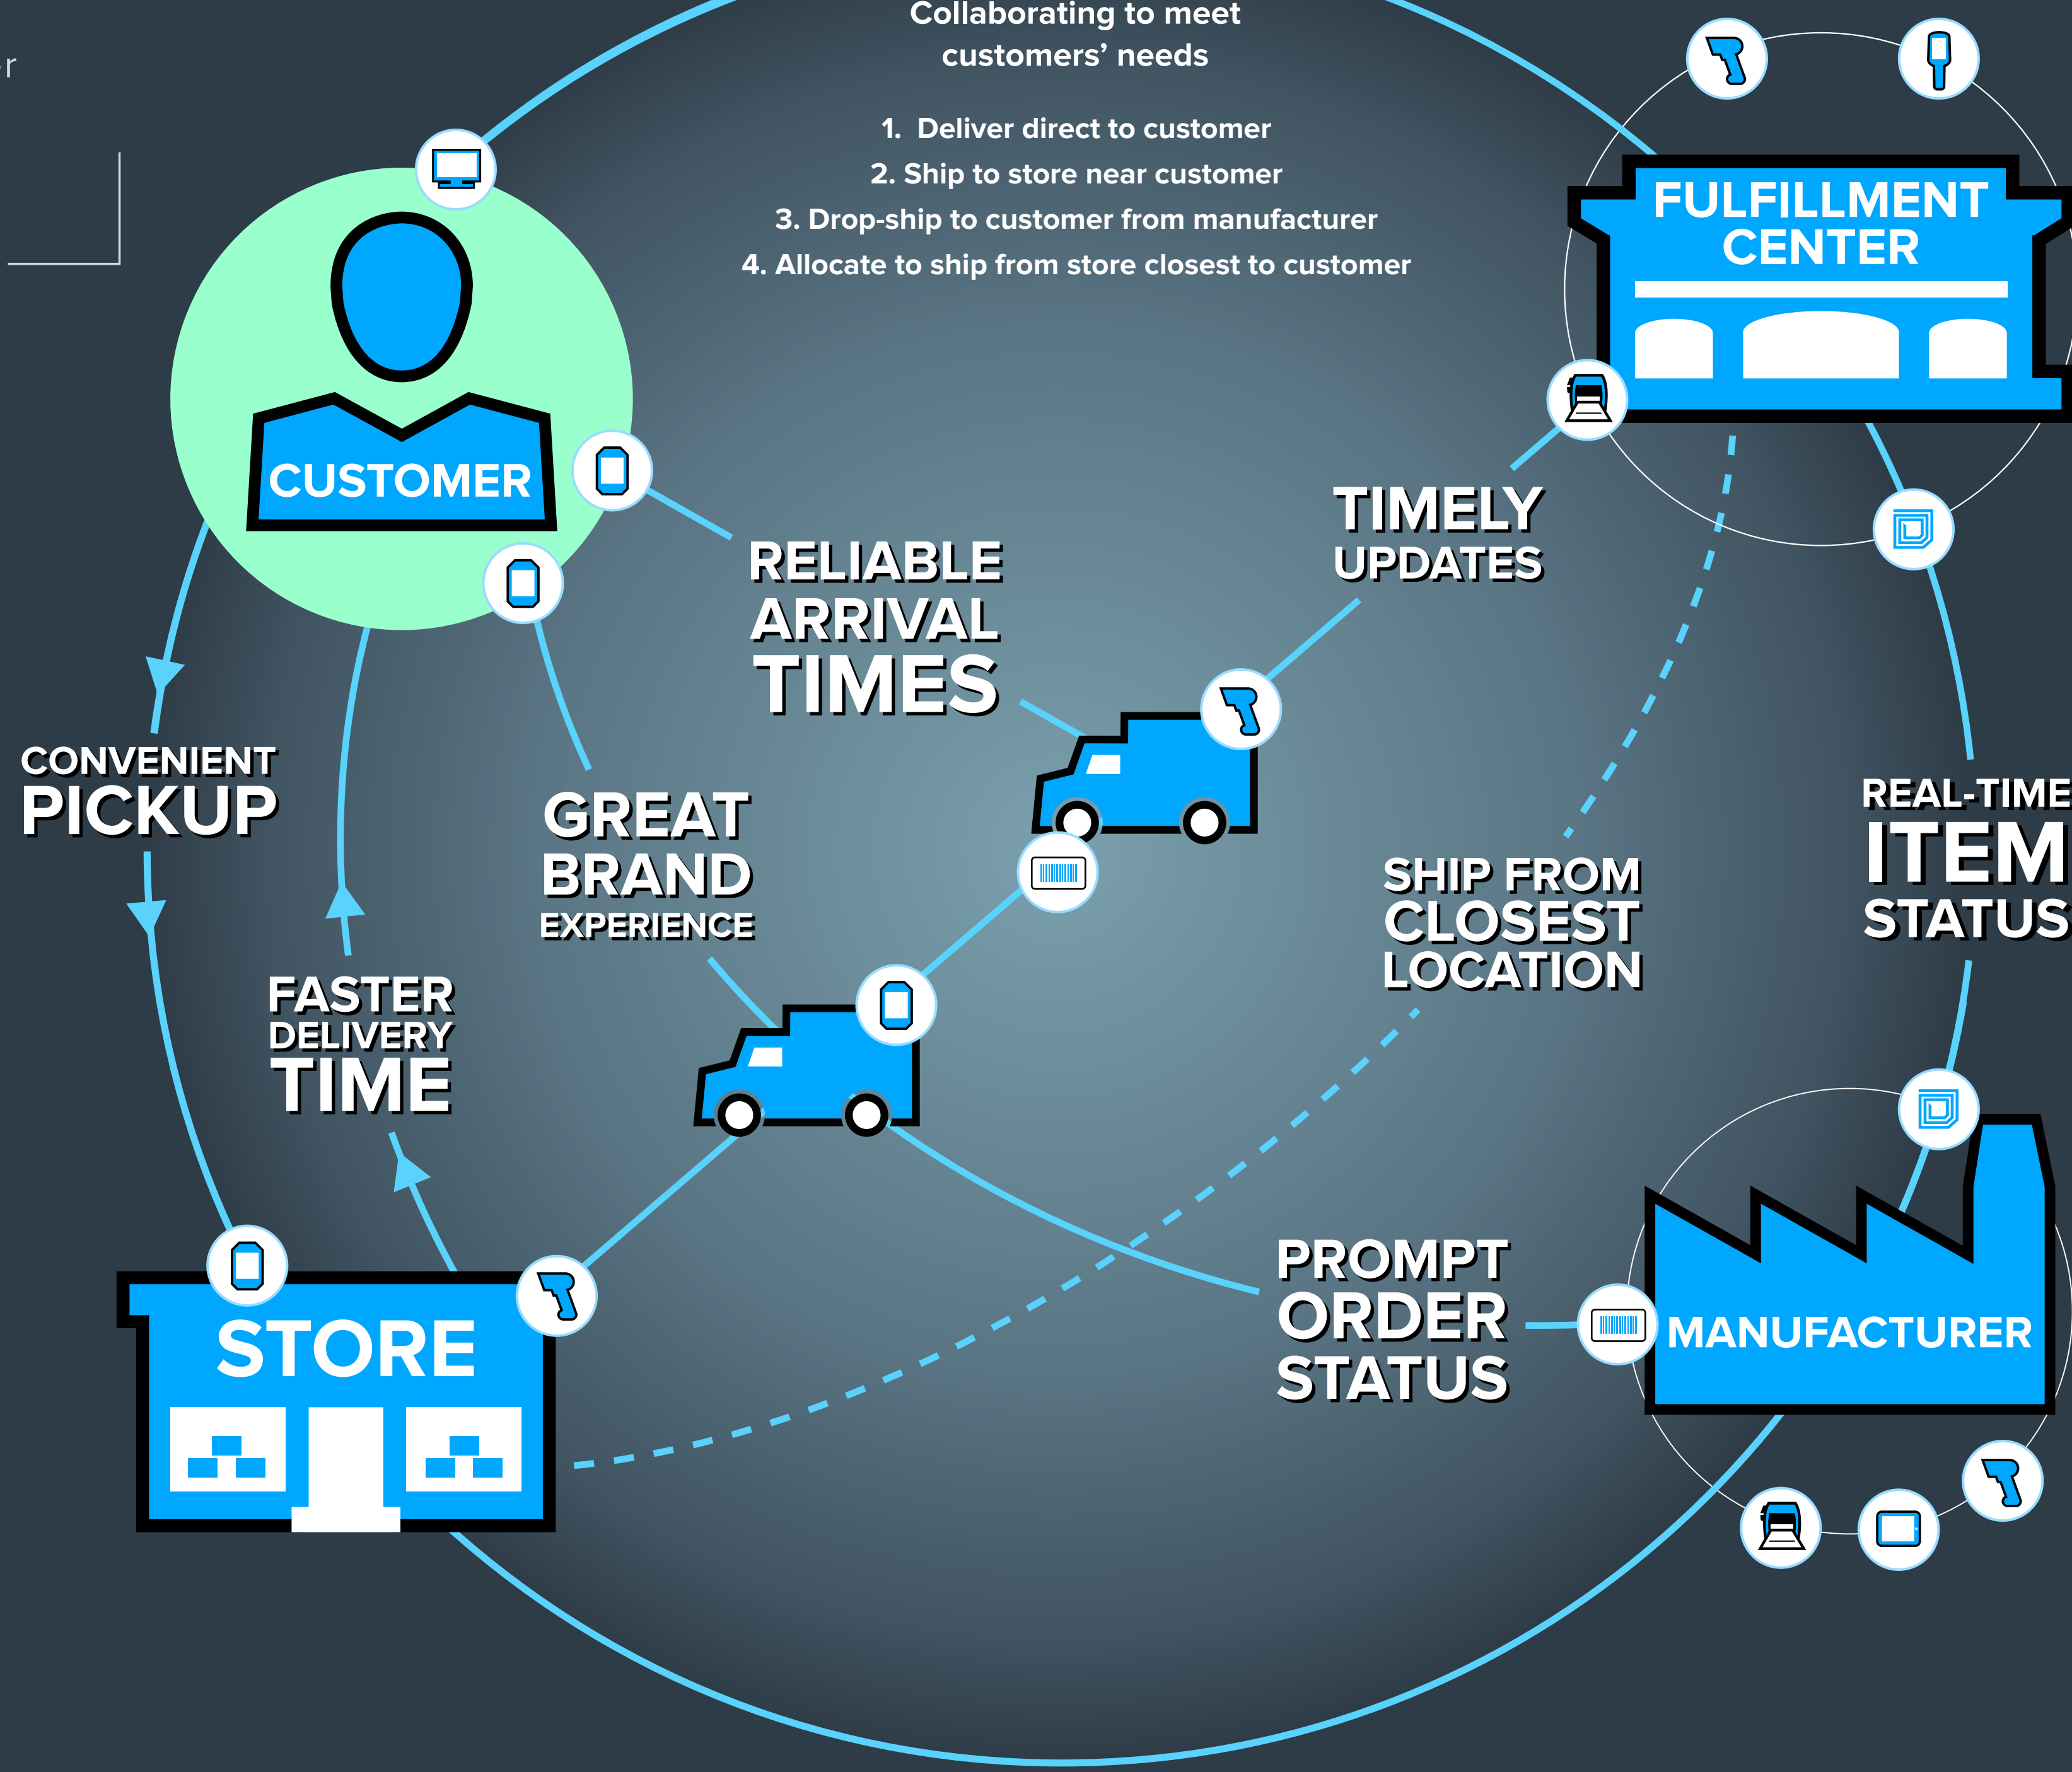 r
Collaborating to meet
customers’ needs
1. Deliver direct to customer
2. Ship to store near customer
3. Drop-ship to customer from manufacturer
4. Allocate to ship from store closest to customer
FULFILLMENT
CENTER
CUSTOMER
TIMELY
UPDATES
RELIABLE
ARRIVAL
TIMES
CONVENIENT
PICKUP
GREAT
BRAND
EXPERIENCE
REAL-TIME
ITEM
STATUS
SHIP FROM
CLOSEST
LOCATION
FASTER
DELIVERY
TIME
PROMPT
ORDER
STATUS
MANUFACTURER
STORE